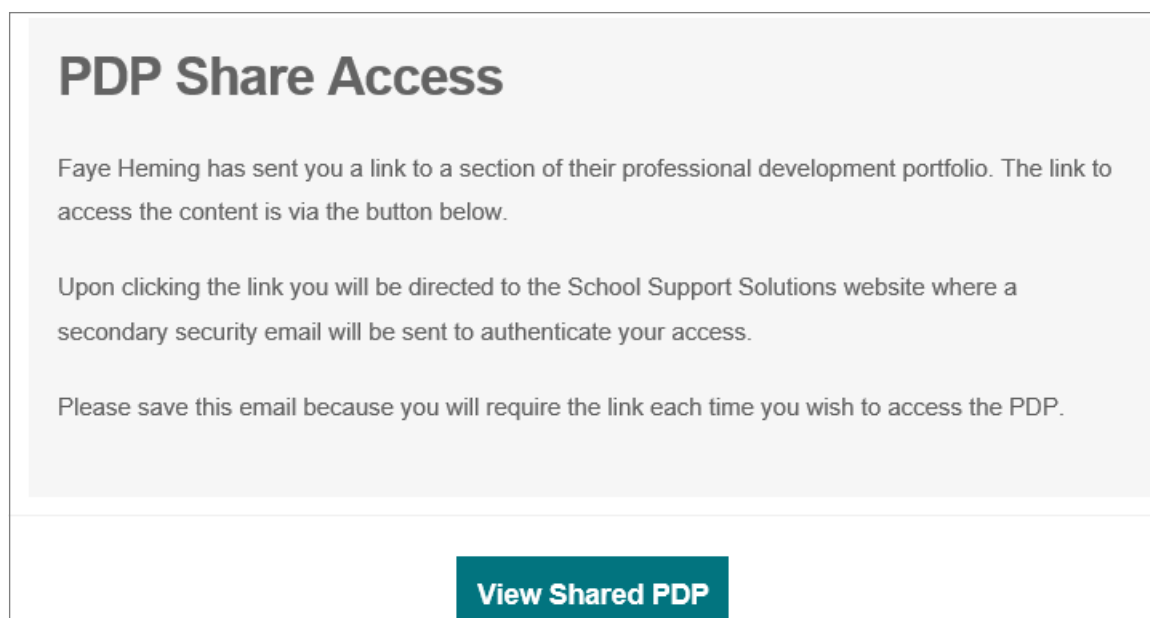 PDP Share Access
Faye Heming has sent you a link to a section of their professional development portfolio. The link to
access the content is via the button below.
Upon clicking the link you will be directed to the School Support Solutions website where a
secondary security email will be sent to authenticate your access.
Please save this email because you will require the link each time you wish to access the PDP.
View Shared PDP